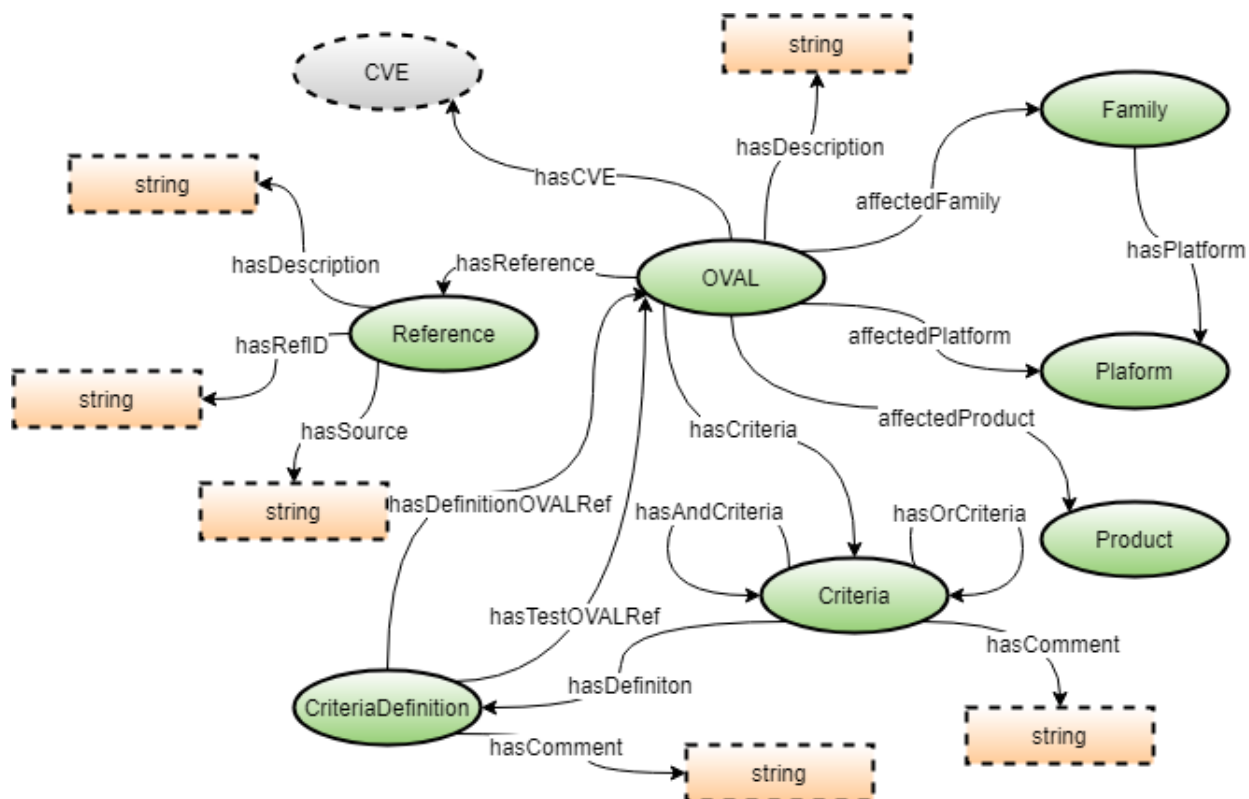 string
CVE
Family
hasDescription
hasCVE
string
affectedFamily
hasPlatform
hasReference
hasDescription
OVAL
Reference
hasRefID
affectedPlatform
Plaform
string
affectedProduct
hasCriteria
hasSource
hasDefinitionOVALRef
string
hasAndCriteria
hasOrCriteria
Product
Criteria
hasTestOVALRef
hasComment
hasDefiniton
CriteriaDefinition
string
hasComment
string